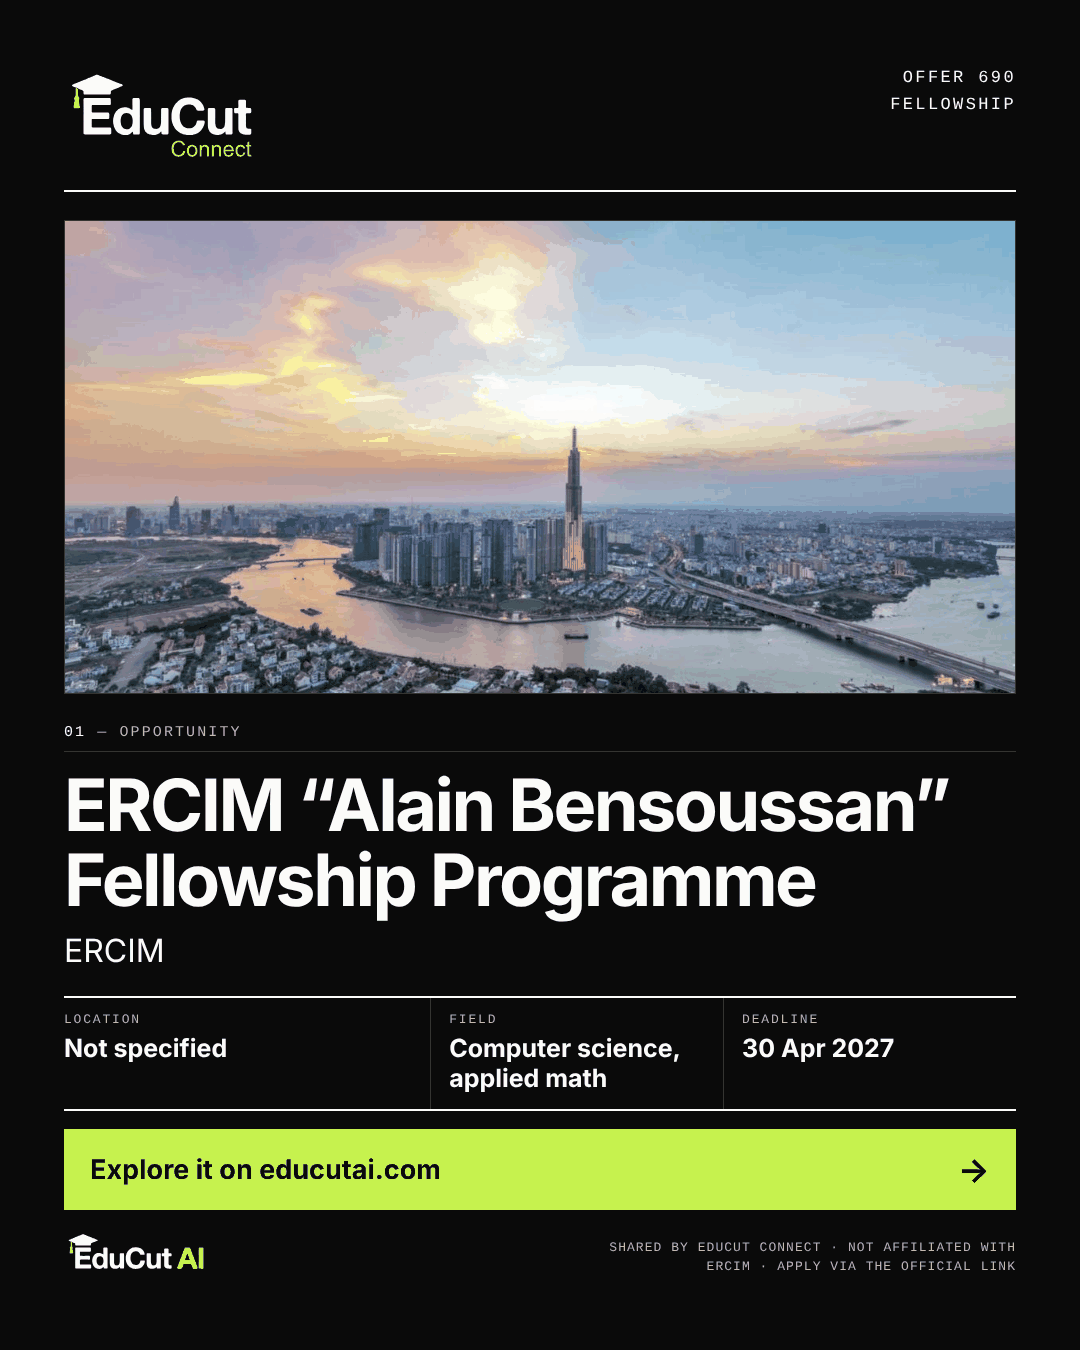 EduCut
Connect
OFFER 690
FELLOWSHIP
01 — OPPORTUNITY
ERCIM “Alain Bensoussan”
Fellowship Programme
ERCIM
LOCATION
Not specified
FIELD
Computer science,
applied math
DEADLINE
30 Apr 2027
Explore it on educutai.com →
EduCut AI
SHARED BY EDUCUT CONNECT · NOT AFFILIATED WITH
ERCIM · APPLY VIA THE OFFICIAL LINK